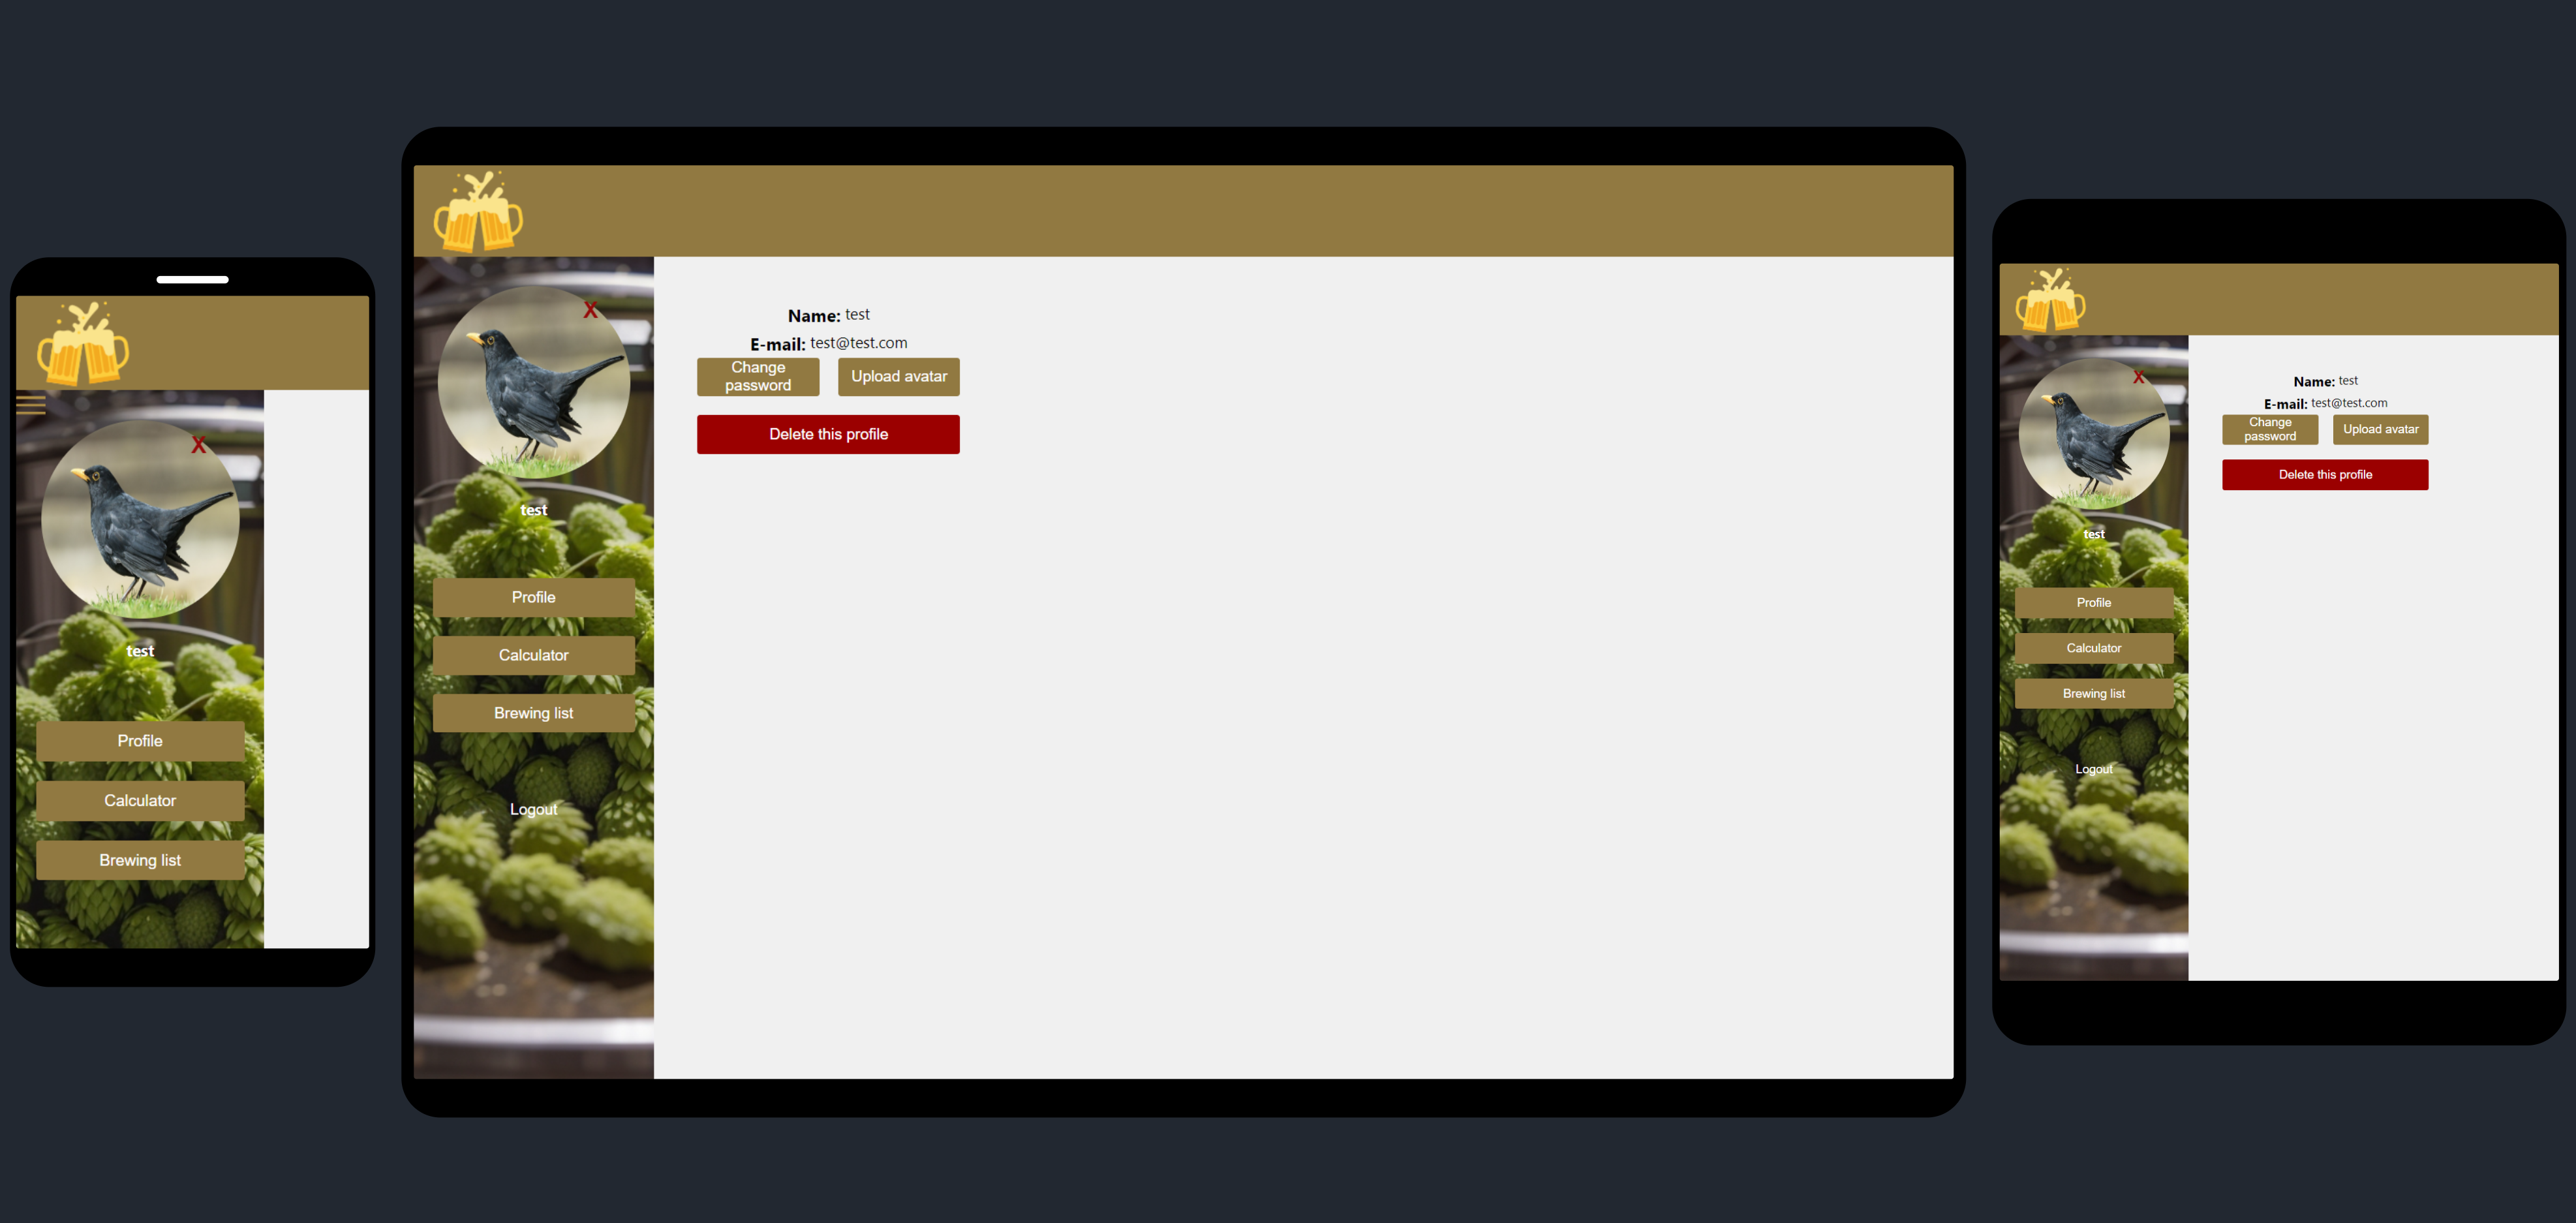 X
test
Profile
Calculator
Brewing list
X
test
Profile
Calculator
Brewing list
Logout
Name: test
E-mail: test@test.com
Change
password
Upload avatar
Delete this profile
X
test
Profile
Calculator
Brewing list
Logout
Name: test
E-mail: test@test.com
Change
password
Upload avatar
Delete this profile